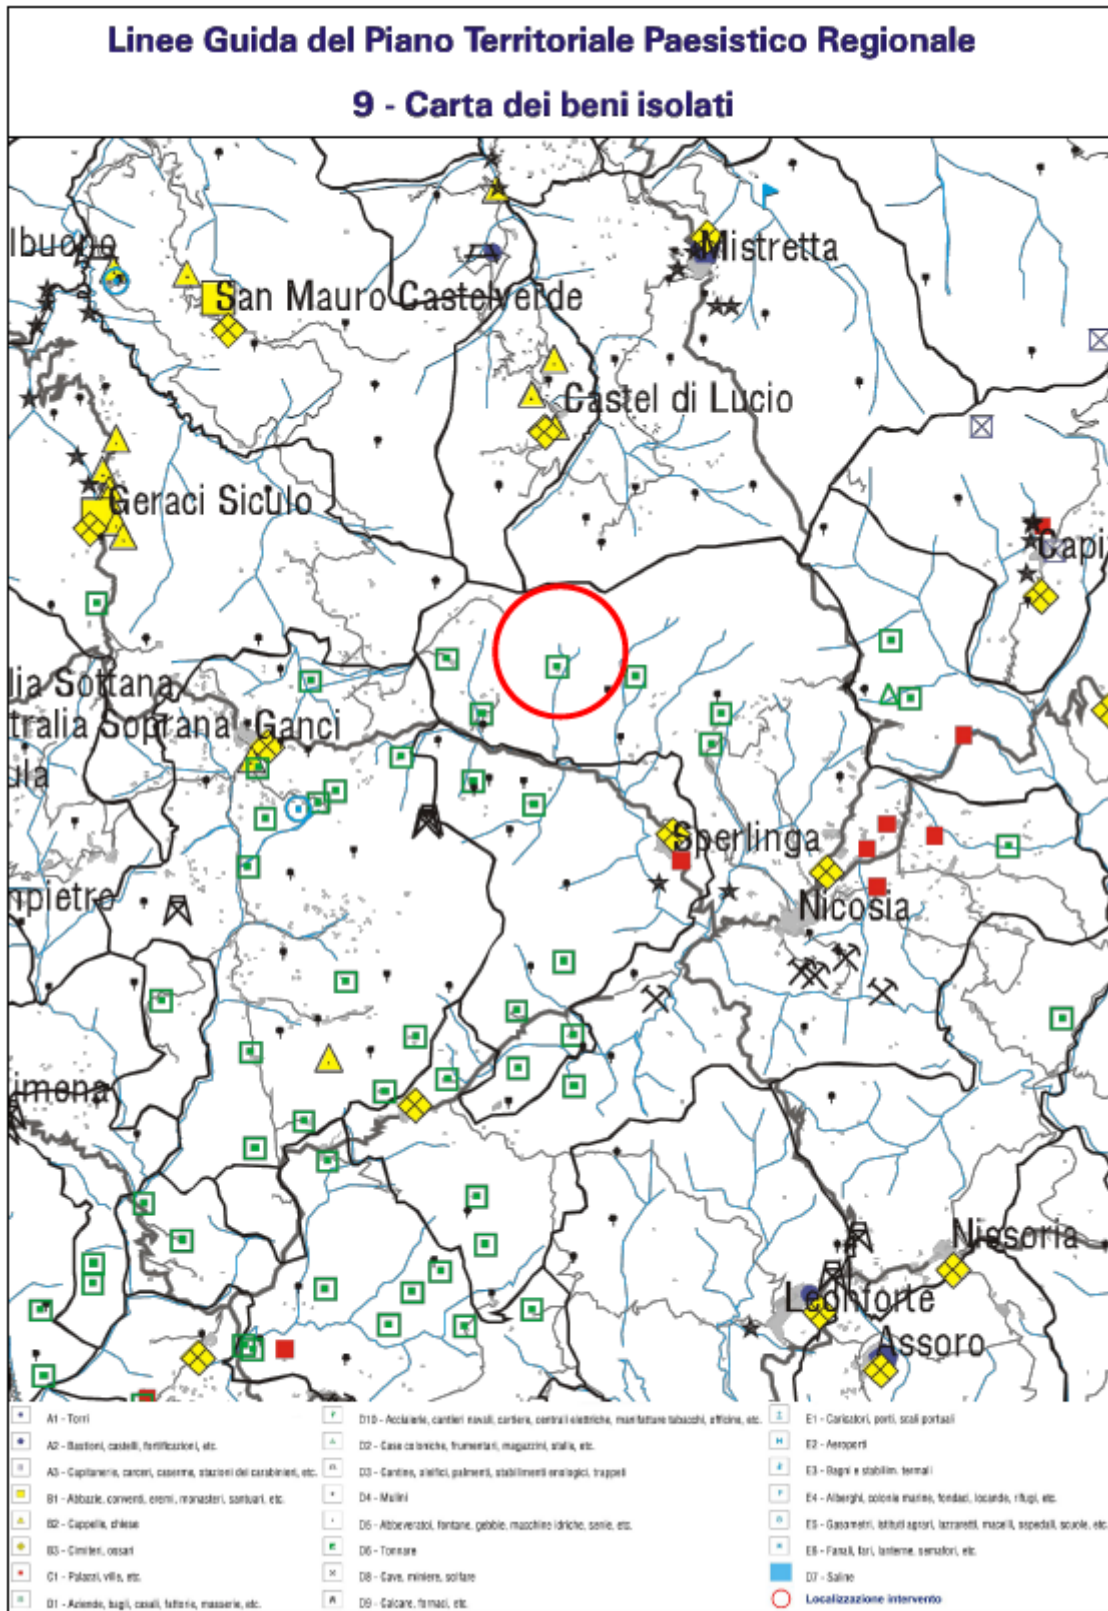 Linee Guida del Piano Territoriale Paesistico Regionale
9 - Carta dei beni isolati
lbuono
Mistretta
San Mauro Castelverde
Castel di Lucio
Geraci Siculo
Capi
lia Sottana
tralia Soprana
Ganci
ula
Sperlinga
npietro
Nicosia
imena
Nissoria
Leonforte
Assoro
A1 - Torri
A2 - Bastioni, castelli, fortificazioni, etc.
A3 - Capitanerie, carceri, caserme, stazioni dei carabinieri, etc.
B1 - Abbazie, conventi, eremi, monasteri, santuari, etc.
B2 - Cappelle, chiese
B3 - Cimiteri, ossari
C1 - Palazzi, ville, etc.
D1 - Aziende, bagli, casali, fattorie, masserie, etc.
D10 - Acciaierie, cantieri navali, cartiere, centrali elettriche, manifatture tabacchi, officine, etc.
D2 - Case coloniche, frumentari, magazzini, stalle, etc.
D3 - Cantine, oleifici, palmenti, stabilimenti enologici, trappeti
D4 - Mulini
D5 - Abbeveratoi, fontane, gebbie, macchine idriche, senie, etc.
D6 - Tonnare
D8 - Cave, miniere, solfare
D9 - Calcare, fornaci, etc.
E1 - Caricatori, porti, scali portuali
E2 - Aeroporti
E3 - Bagni e stabilim. termali
E4 - Alberghi, colonie marine, fondaci, locande, rifugi, etc.
E5 - Gasometri, istituti agrari, lazzaretti, macelli, ospedali, scuole, etc.
E6 - Fanali, fari, lanterne, semafori, etc.
D7 - Saline
Localizzazione intervento